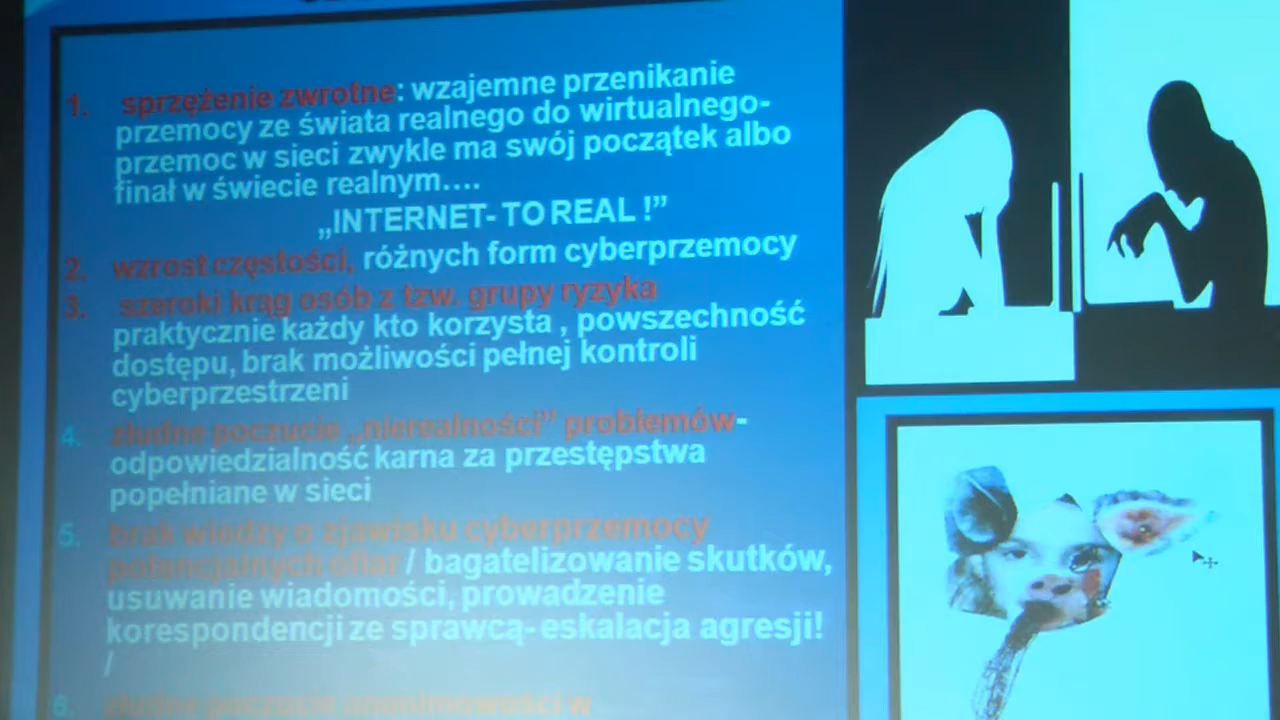 1. sprzężenie zwrotne: wzajemne przenikanie
przemocy ze świata realnego do wirtualnego-
przemoc w sieci zwykle ma swój początek albo
finał w świecie realnym....
„INTERNET- TO REAL !”
2. wzrost częstości, różnych form cyberprzemocy
3. szeroki krąg osób z tzw. grupy ryzyka
praktycznie każdy kto korzysta , powszechność
dostępu, brak możliwości pełnej kontroli
cyberprzestrzeni
4. złudne poczucie „nierealności” problemów-
odpowiedzialność karna za przestępstwa
popełniane w sieci
5. brak wiedzy o zjawisku cyberprzemocy
potencjalnych ofiar / bagatelizowanie skutków,
usuwanie wiadomości, prowadzenie
korespondencji ze sprawcą- eskalacja agresji!
/
6. złudne poczucie anonimowości w